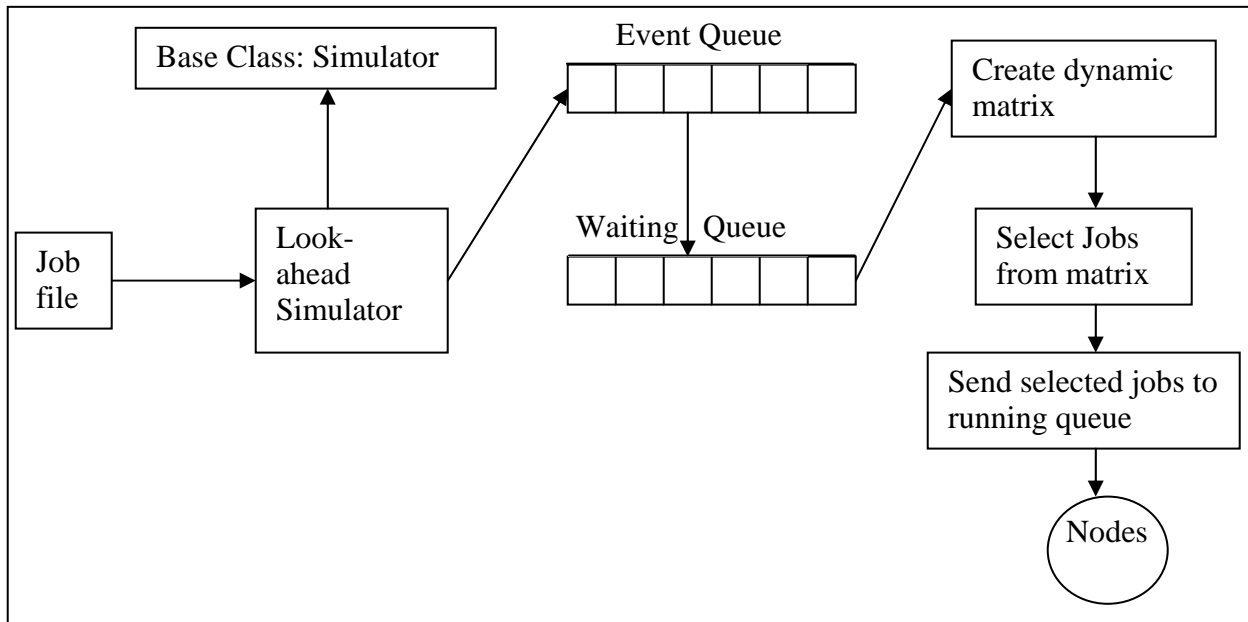 Base Class: Simulator
Event Queue
Create dynamic
matrix
Job
file
Look-
ahead
Simulator
Waiting Queue
Select Jobs
from matrix
Send selected jobs to
running queue
Nodes